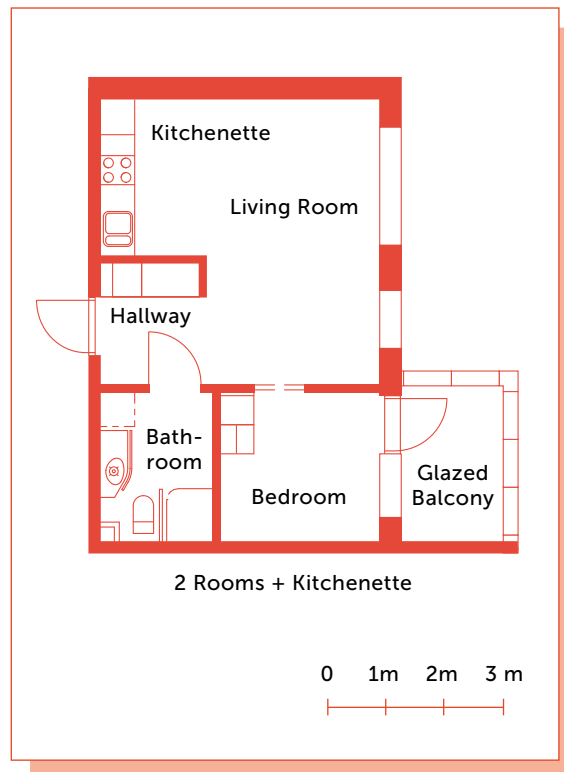 Kitchenette
Living Room
Hallway
Bath-
room
Bedroom
Glazed
Balcony
2 Rooms + Kitchenette
0 1m 2m 3 m